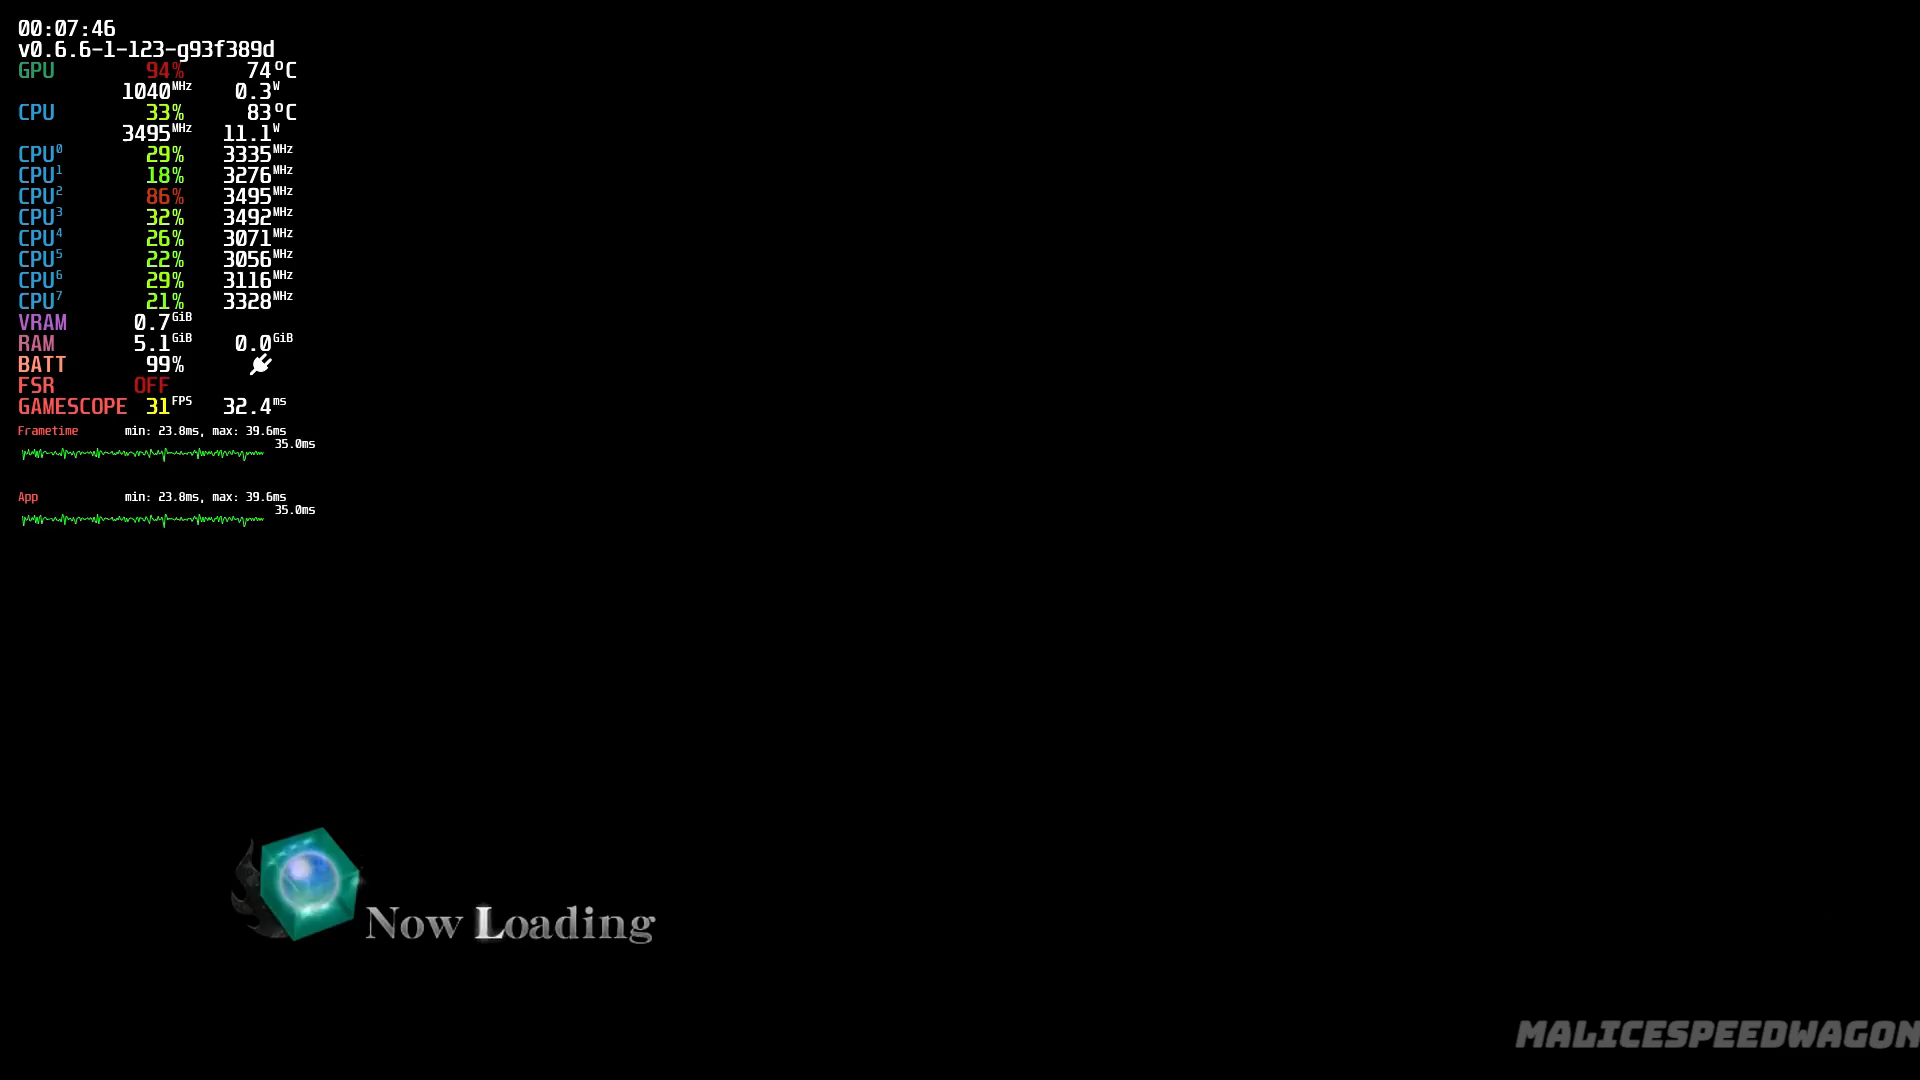 00:07:46
v0.6.6-1-123-g93f389d
GPU 94% 74°C
1040MHz 0.3W
CPU 33% 83°C
3495MHz 11.1W
CPU0 29% 3335MHz
CPU1 18% 3276MHz
CPU2 86% 3495MHz
CPU3 32% 3492MHz
CPU4 26% 3071MHz
CPU5 22% 3056MHz
CPU6 29% 3116MHz
CPU7 21% 3328MHz
VRAM 0.7GiB
RAM 5.1GiB 0.0GiB
BATT 99%
FSR OFF
GAMESCOPE 31FPS 32.4ms
Frametime min: 23.8ms, max: 39.6ms
35.0ms
App min: 23.8ms, max: 39.6ms
35.0ms
Now Loading
MALICESPEEDWAGON